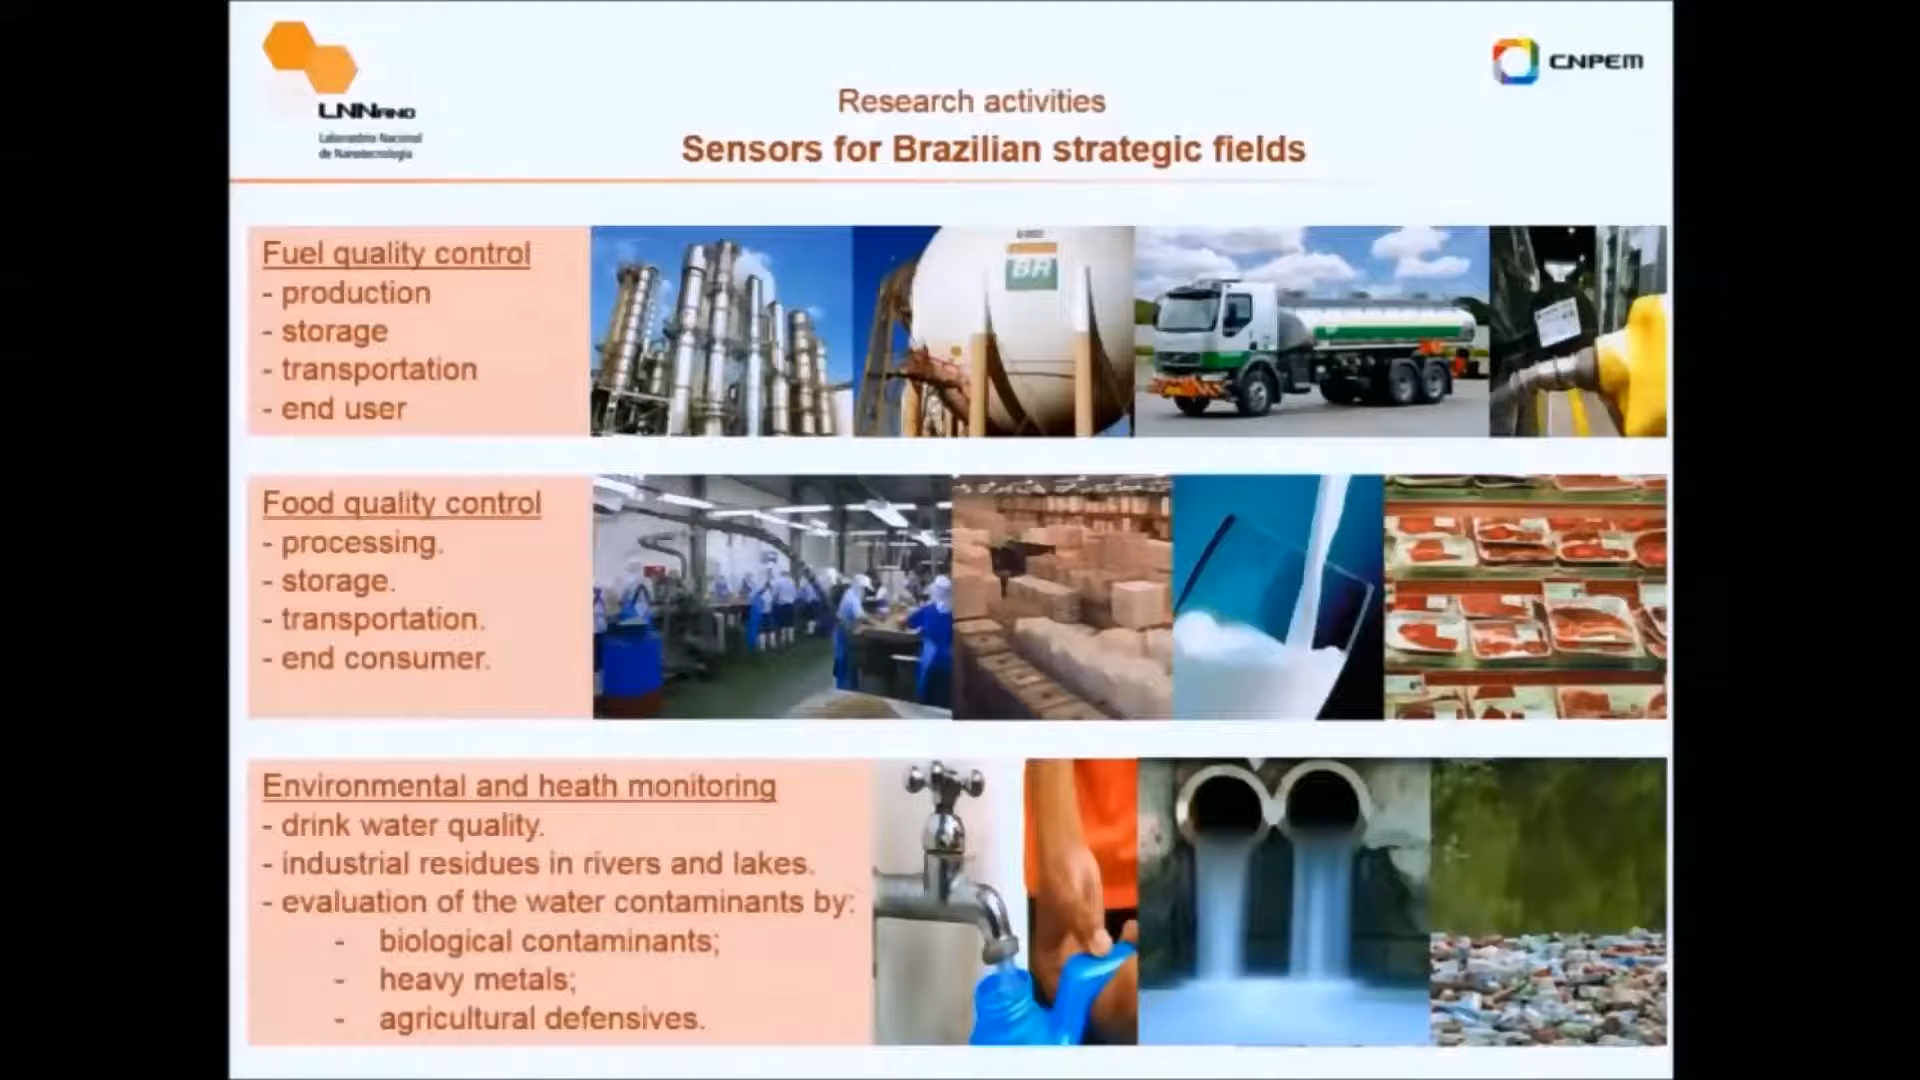 LNNano
Laboratório Nacional
de Nanotecnologia
CNPEM
Research activities
Sensors for Brazilian strategic fields
Fuel quality control
- production
- storage
- transportation
- end user
BR
Food quality control
- processing.
- storage.
- transportation.
- end consumer.
Environmental and heath monitoring
- drink water quality.
- industrial residues in rivers and lakes.
- evaluation of the water contaminants by:
- biological contaminants;
- heavy metals;
- agricultural defensives.